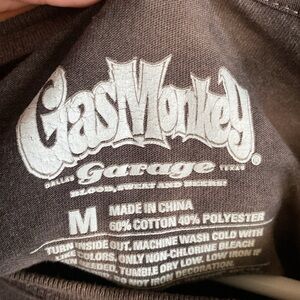 Gas Monkey
®
DALLAS Garage TEXAS
BLOOD, SWEAT AND BEERS!
M MADE IN CHINA
60% COTTON 40% POLYESTER
TURN INSIDE OUT. MACHINE WASH COLD WITH
LIKE COLORS. ONLY NON-CHLORINE BLEACH
WHEN NEEDED. TUMBLE DRY LOW. LOW IRON IF
DO NOT IRON DECORATION.